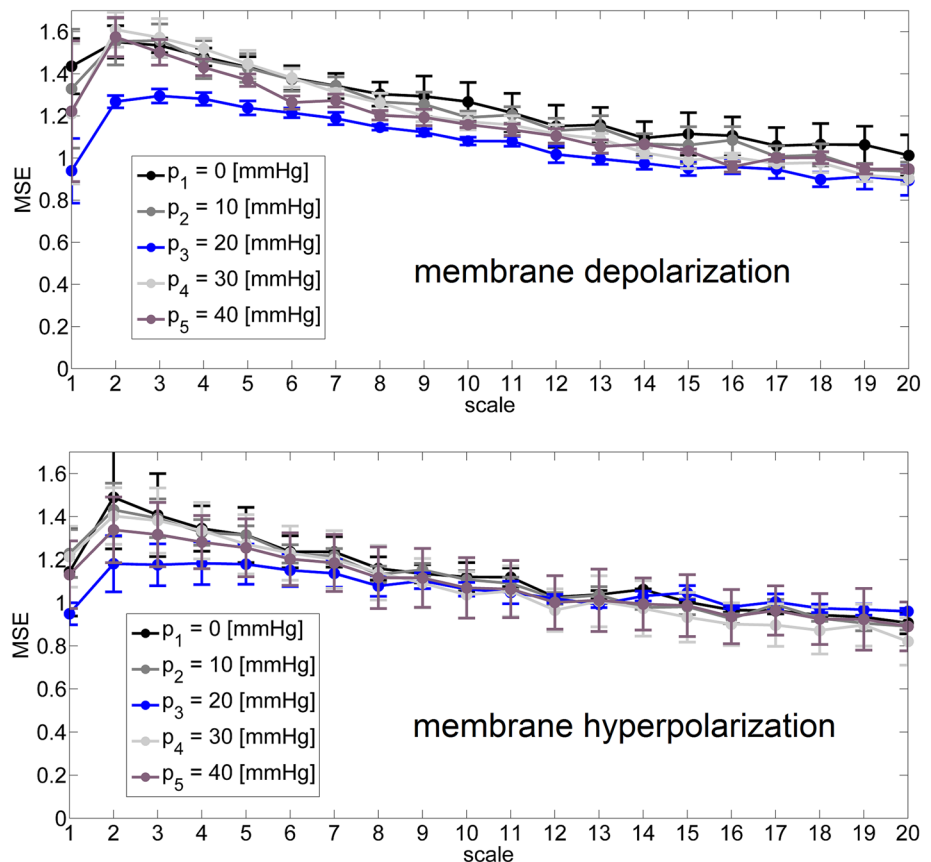 1.6
1.4
1.2
1
0.8
0.6
0.4
0.2
0
MSE
p1 = 0 [mmHg]
p2 = 10 [mmHg]
p3 = 20 [mmHg]
p4 = 30 [mmHg]
p5 = 40 [mmHg]
membrane depolarization
1 2 3 4 5 6 7 8 9 10 11 12 13 14 15 16 17 18 19 20
scale
1.6
1.4
1.2
1
0.8
0.6
0.4
0.2
0
MSE
p1 = 0 [mmHg]
p2 = 10 [mmHg]
p3 = 20 [mmHg]
p4 = 30 [mmHg]
p5 = 40 [mmHg]
membrane hyperpolarization
1 2 3 4 5 6 7 8 9 10 11 12 13 14 15 16 17 18 19 20
scale